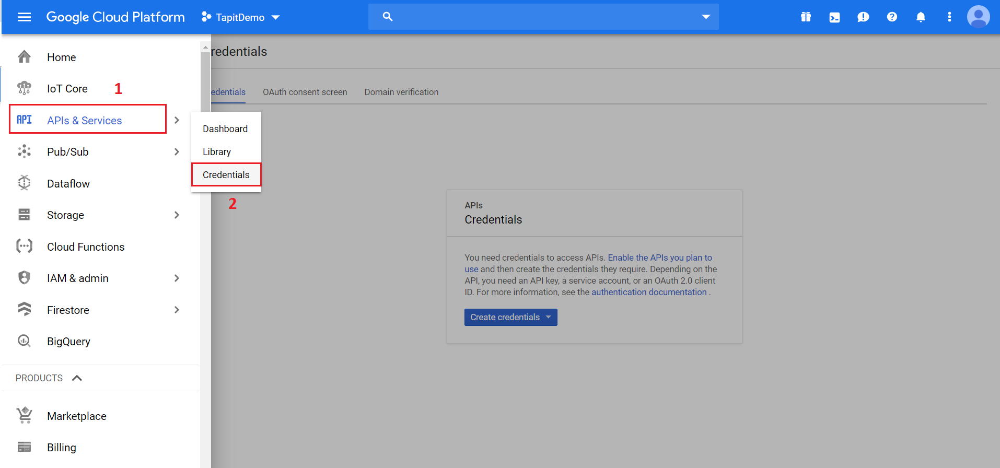 Google Cloud Platform
TapitDemo
Home
IoT Core
1
API
APIs & Services
Pub/Sub
Dataflow
Storage
Cloud Functions
IAM & admin
Firestore
BigQuery
PRODUCTS
Marketplace
Billing
Dashboard
Library
Credentials
2
redentials
edentials
OAuth consent screen
Domain verification
APIs
Credentials
You need credentials to access APIs. Enable the APIs you plan to
use and then create the credentials they require. Depending on the
API, you need an API key, a service account, or an OAuth 2.0 client
ID. For more information, see the authentication documentation .
Create credentials